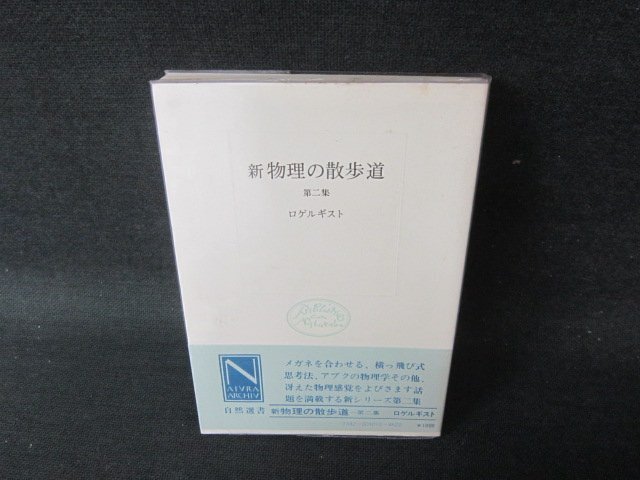 新 物理の散歩道
第二集
ロゲルギスト
N
ATVRA
ARCHIV
メガネを合わせる、横っ飛び式
思考法、アブクの物理学その他、
冴えた物理感覚をよびさます話
題を満載する新シリーズ第二集
自然選書 新 物理の散歩道―第二集 ロゲルギスト